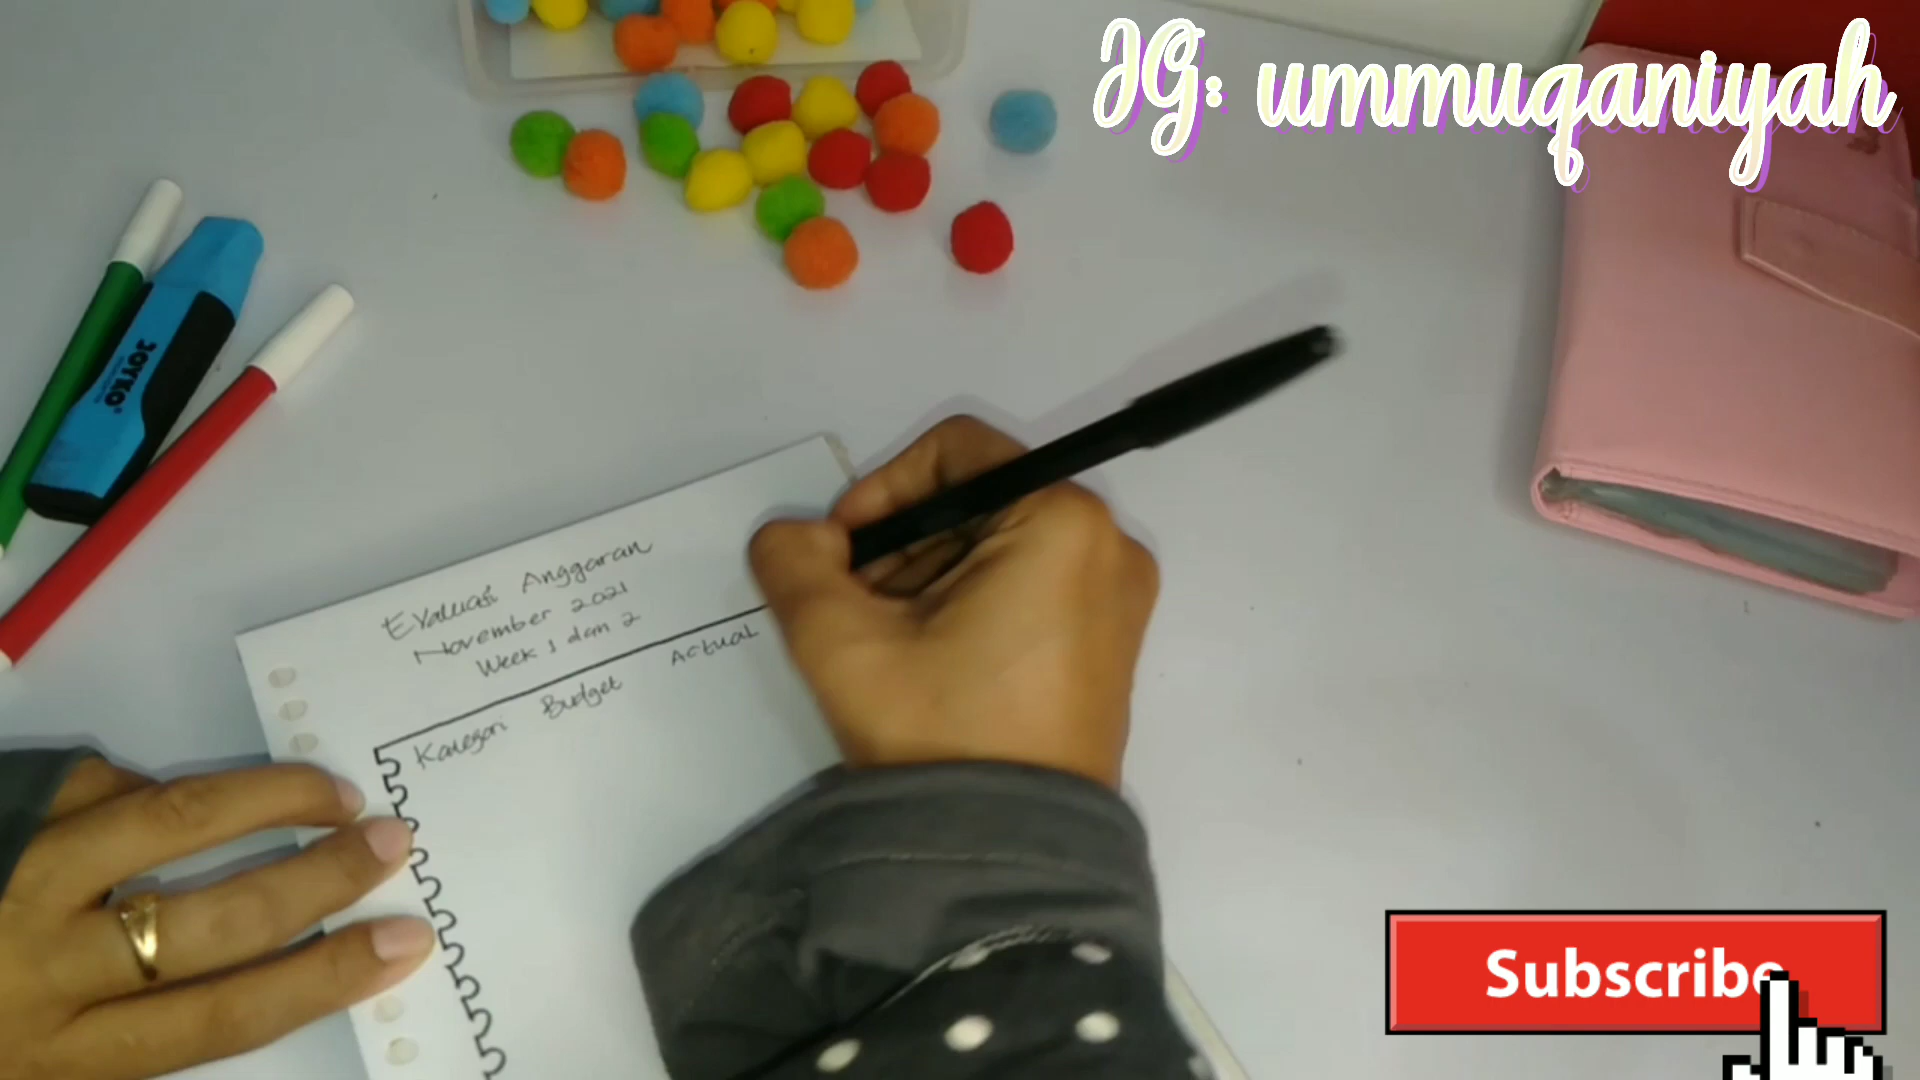 IG: ummuqaniyah
JOYKO
Evaluasi Anggaran
November 2021
Week 1 dan 2
Kategori Budget Actual
Subscribe